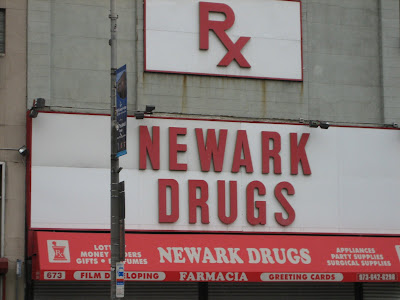 Rx
NEWARK
DRUGS
LOTTO
MONEY ORDERS
GIFTS PERFUMES
NEWARK DRUGS
APPLIANCES
PARTY SUPPLIES
SURGICAL SUPPLIES
673
FILM DEVELOPING
FARMACIA
GREETING CARDS